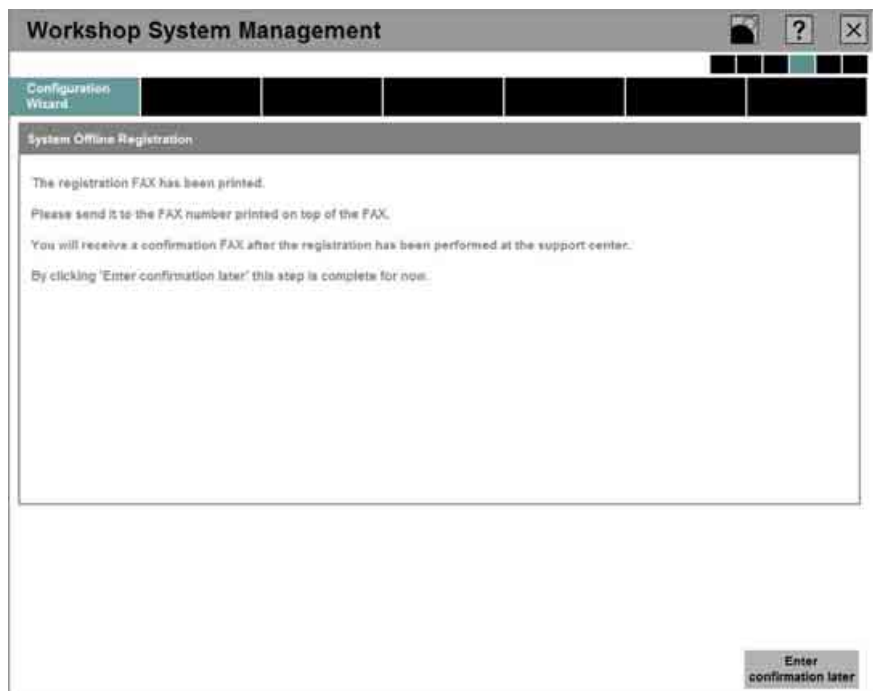 Workshop System Management
?
Configuration
Wizard
System Offline Registration
The registration FAX has been printed.
Please send it to the FAX number printed on top of the FAX.
You will receive a confirmation FAX after the registration has been performed at the support center.
By clicking 'Enter confirmation later' this step is complete for now.
Enter
confirmation later